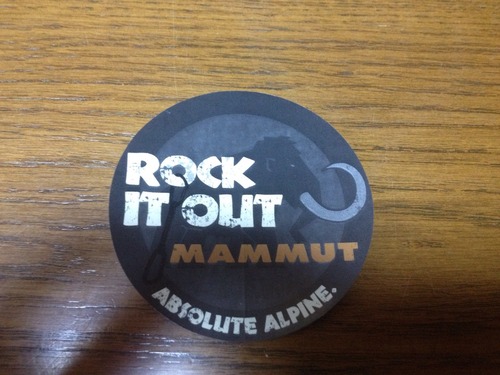 ROCK
IT OUT
MAMMUT
ABSOLUTE ALPINE.